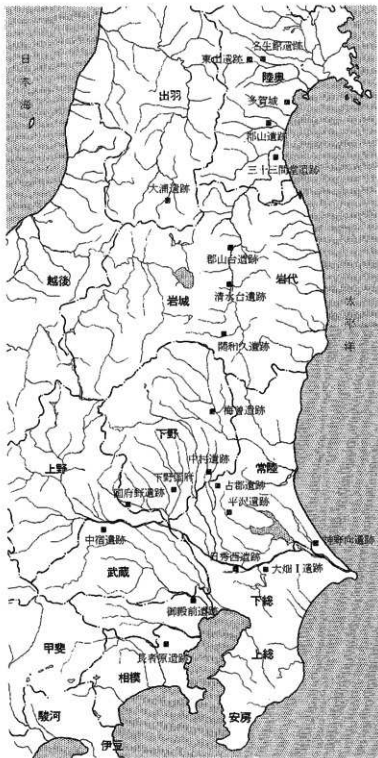 名生館遺跡
東山遺跡
陸奥
日本海
出羽
多賀城
郡山遺跡
三十三間堂遺跡
大浦遺跡
郡山台遺跡
越後
岩代
岩城
清水台遺跡
太平洋
関和久遺跡
梅曽遺跡
下野
中村遺跡
常陸
上野
下野国府
古郡遺跡
国府野遺跡
平沢遺跡
中宿遺跡
神野向遺跡
日秀西遺跡
大畑Ⅰ遺跡
武蔵
下総
御殿前遺跡
甲斐
長者原遺跡
上総
相模
駿河
安房
伊豆